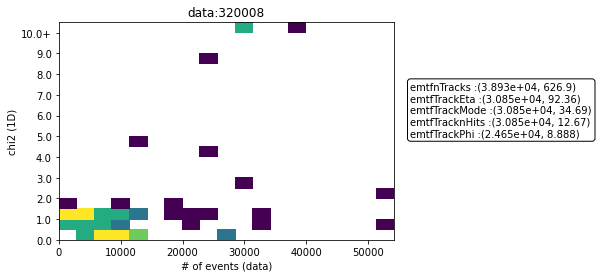 data:320008
10.0+
9.0
8.0
7.0
6.0
5.0
4.0
3.0
2.0
1.0
0.0
chi2 (1D)
0 10000 20000 30000 40000 50000
# of events (data)
emtfnTracks :(3.893e+04, 626.9)
emtfTrackEta :(3.085e+04, 92.36)
emtfTrackMode :(3.085e+04, 34.69)
emtfTracknHits :(3.085e+04, 12.67)
emtfTrackPhi :(2.465e+04, 8.888)